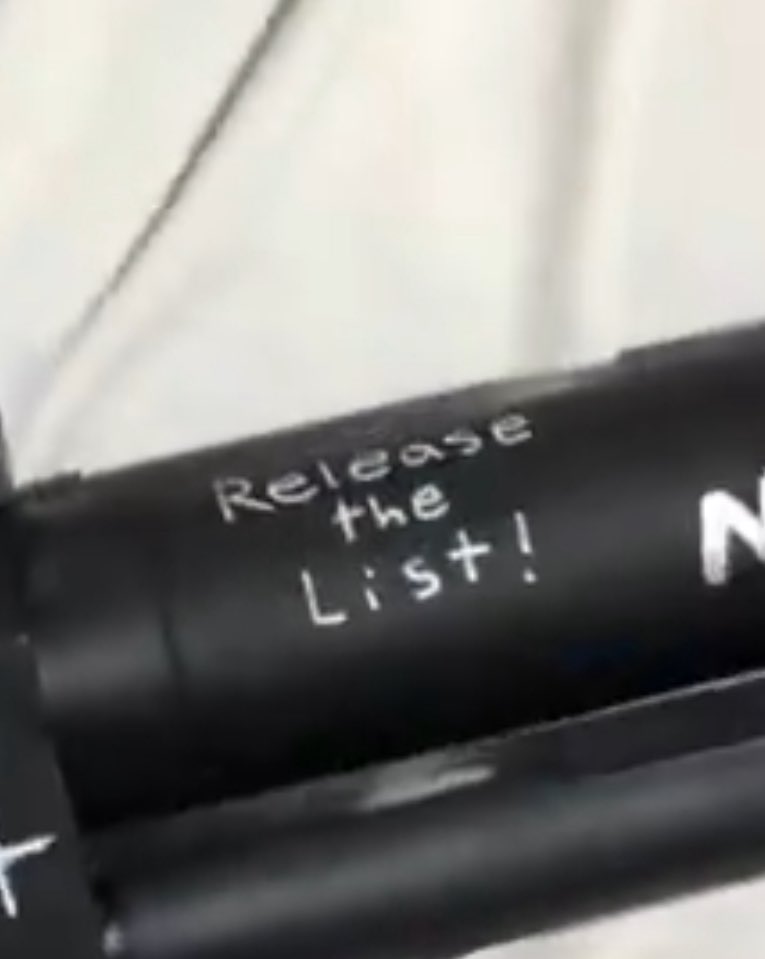 Release
the
List!
N